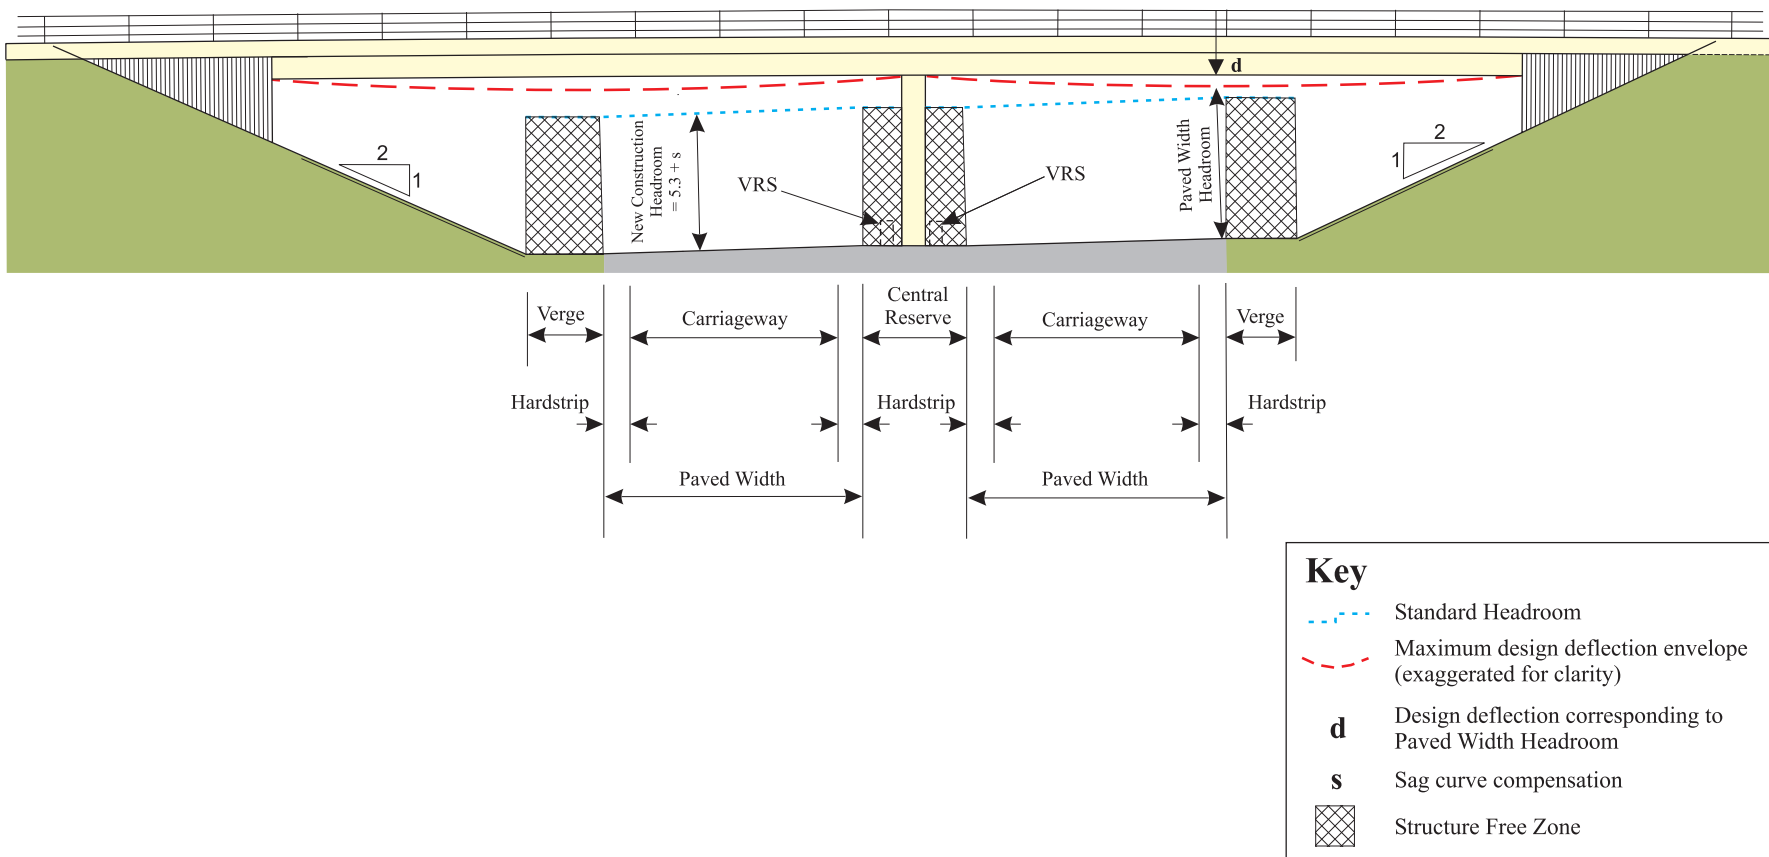 d
2
1
New Construction
Headroom
= 5.3 + s
VRS
VRS
Paved Width
Headroom
2
1
Verge
Carriageway
Central
Reserve
Carriageway
Verge
Hardstrip
Hardstrip
Hardstrip
Paved Width
Paved Width
Key
Standard Headroom
Maximum design deflection envelope
(exaggerated for clarity)
d
Design deflection corresponding to
Paved Width Headroom
s
Sag curve compensation
Structure Free Zone